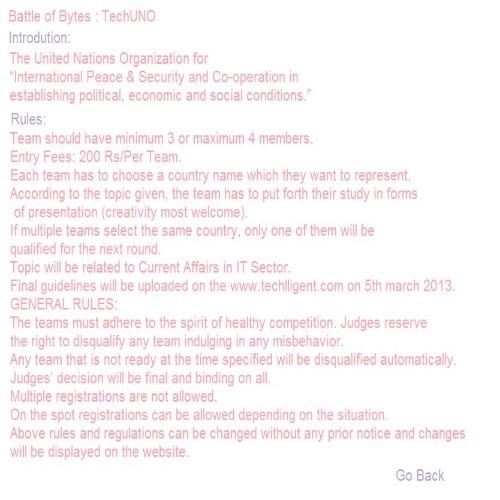 Battle of Bytes : TechUNO
Introdution:
The United Nations Organization for
“International Peace & Security and Co-operation in
establishing political, economic and social conditions.”
Rules:
Team should have minimum 3 or maximum 4 members.
Entry Fees: 200 Rs/Per Team.
Each team has to choose a country name which they want to represent.
According to the topic given, the team has to put forth their study in forms
of presentation (creativity most welcome).
If multiple teams select the same country, only one of them will be
qualified for the next round.
Topic will be related to Current Affairs in IT Sector.
Final guidelines will be uploaded on the www.techlligent.com on 5th march 2013.
GENERAL RULES:
The teams must adhere to the spirit of healthy competition. Judges reserve
the right to disqualify any team indulging in any misbehavior.
Any team that is not ready at the time specified will be disqualified automatically.
Judges’ decision will be final and binding on all.
Multiple registrations are not allowed.
On the spot registrations can be allowed depending on the situation.
Above rules and regulations can be changed without any prior notice and changes
will be displayed on the website.
Go Back